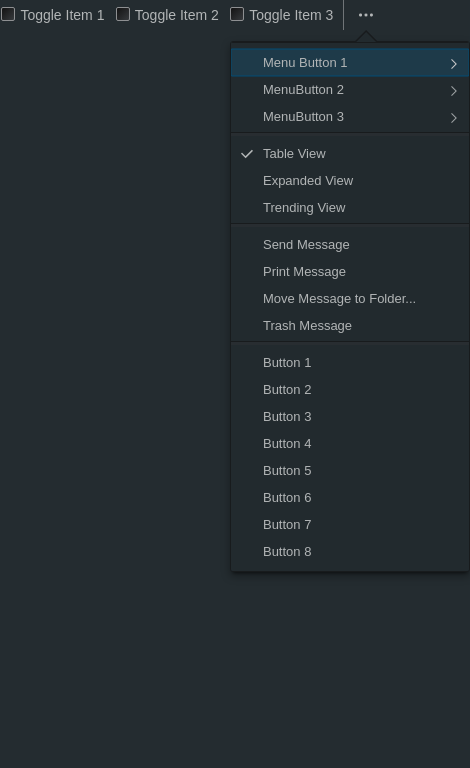 Toggle Item 1 Toggle Item 2 Toggle Item 3
Menu Button 1
MenuButton 2
MenuButton 3
Table View
Expanded View
Trending View
Send Message
Print Message
Move Message to Folder...
Trash Message
Button 1
Button 2
Button 3
Button 4
Button 5
Button 6
Button 7
Button 8